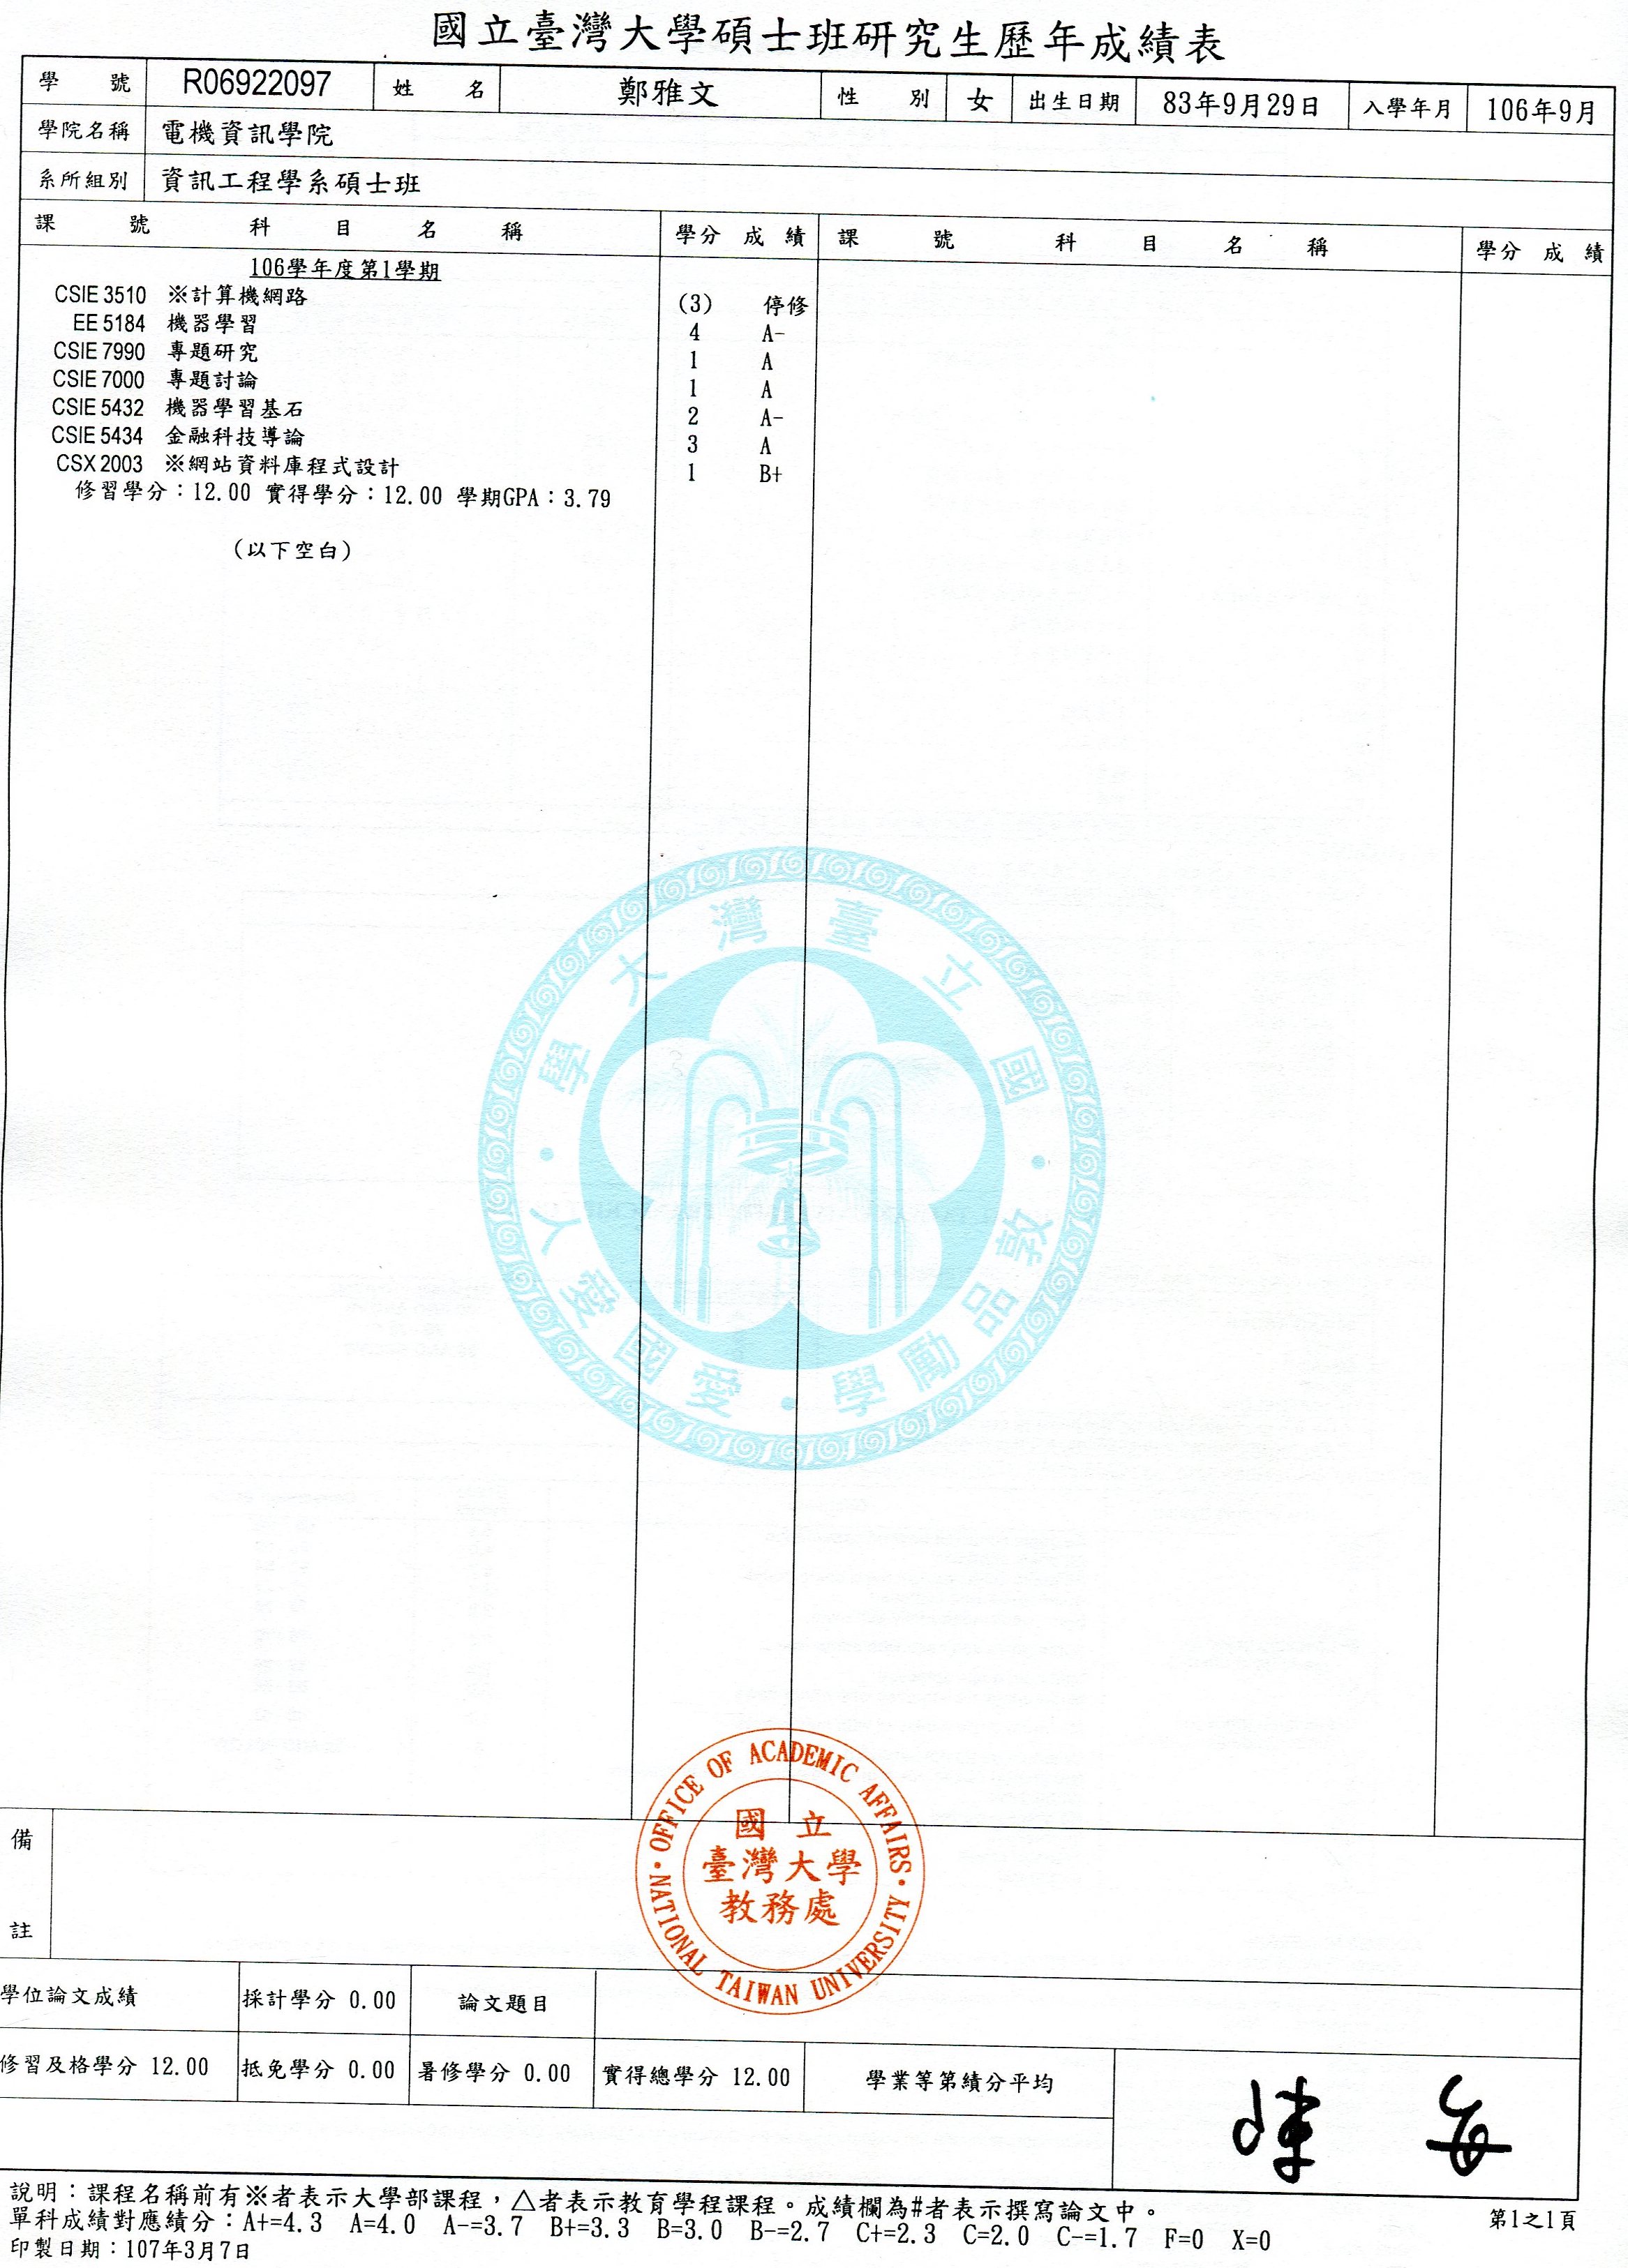 國立臺灣大學碩士班研究生歷年成績表
學號 R06922097 姓名 鄭雅文 性別 女 出生日期 83年9月29日 入學年月 106年9月
學院名稱 電機資訊學院
系所組別 資訊工程學系碩士班
課號 科目名稱 學分 成績 課號 科目名稱 學分 成績
106學年度第1學期
CSIE 3510 ※計算機網路 (3) 停修
EE 5184 機器學習 4 A-
CSIE 7990 專題研究 1 A
CSIE 7000 專題討論 1 A
CSIE 5432 機器學習基石 2 A-
CSIE 5434 金融科技導論 3 A
CSX 2003 ※網站資料庫程式設計 1 B+
修習學分：12.00 實得學分：12.00 學期GPA：3.79
(以下空白)
國立臺灣大學
敦品勵學·愛國愛人
OFFICE OF ACADEMIC AFFAIRS
國立
臺灣大學
教務處
NATIONAL TAIWAN UNIVERSITY
備註
學位論文成績 採計學分 0.00 論文題目
修習及格學分 12.00 抵免學分 0.00 暑修學分 0.00 實得總學分 12.00 學業等第績分平均
說明：課程名稱前有※者表示大學部課程，△者表示教育學程課程。成績欄為#者表示撰寫論文中。
單科成績對應績分：A+=4.3 A=4.0 A-=3.7 B+=3.3 B=3.0 B-=2.7 C+=2.3 C=2.0 C-=1.7 F=0 X=0
第1之1頁
印製日期：107年3月7日